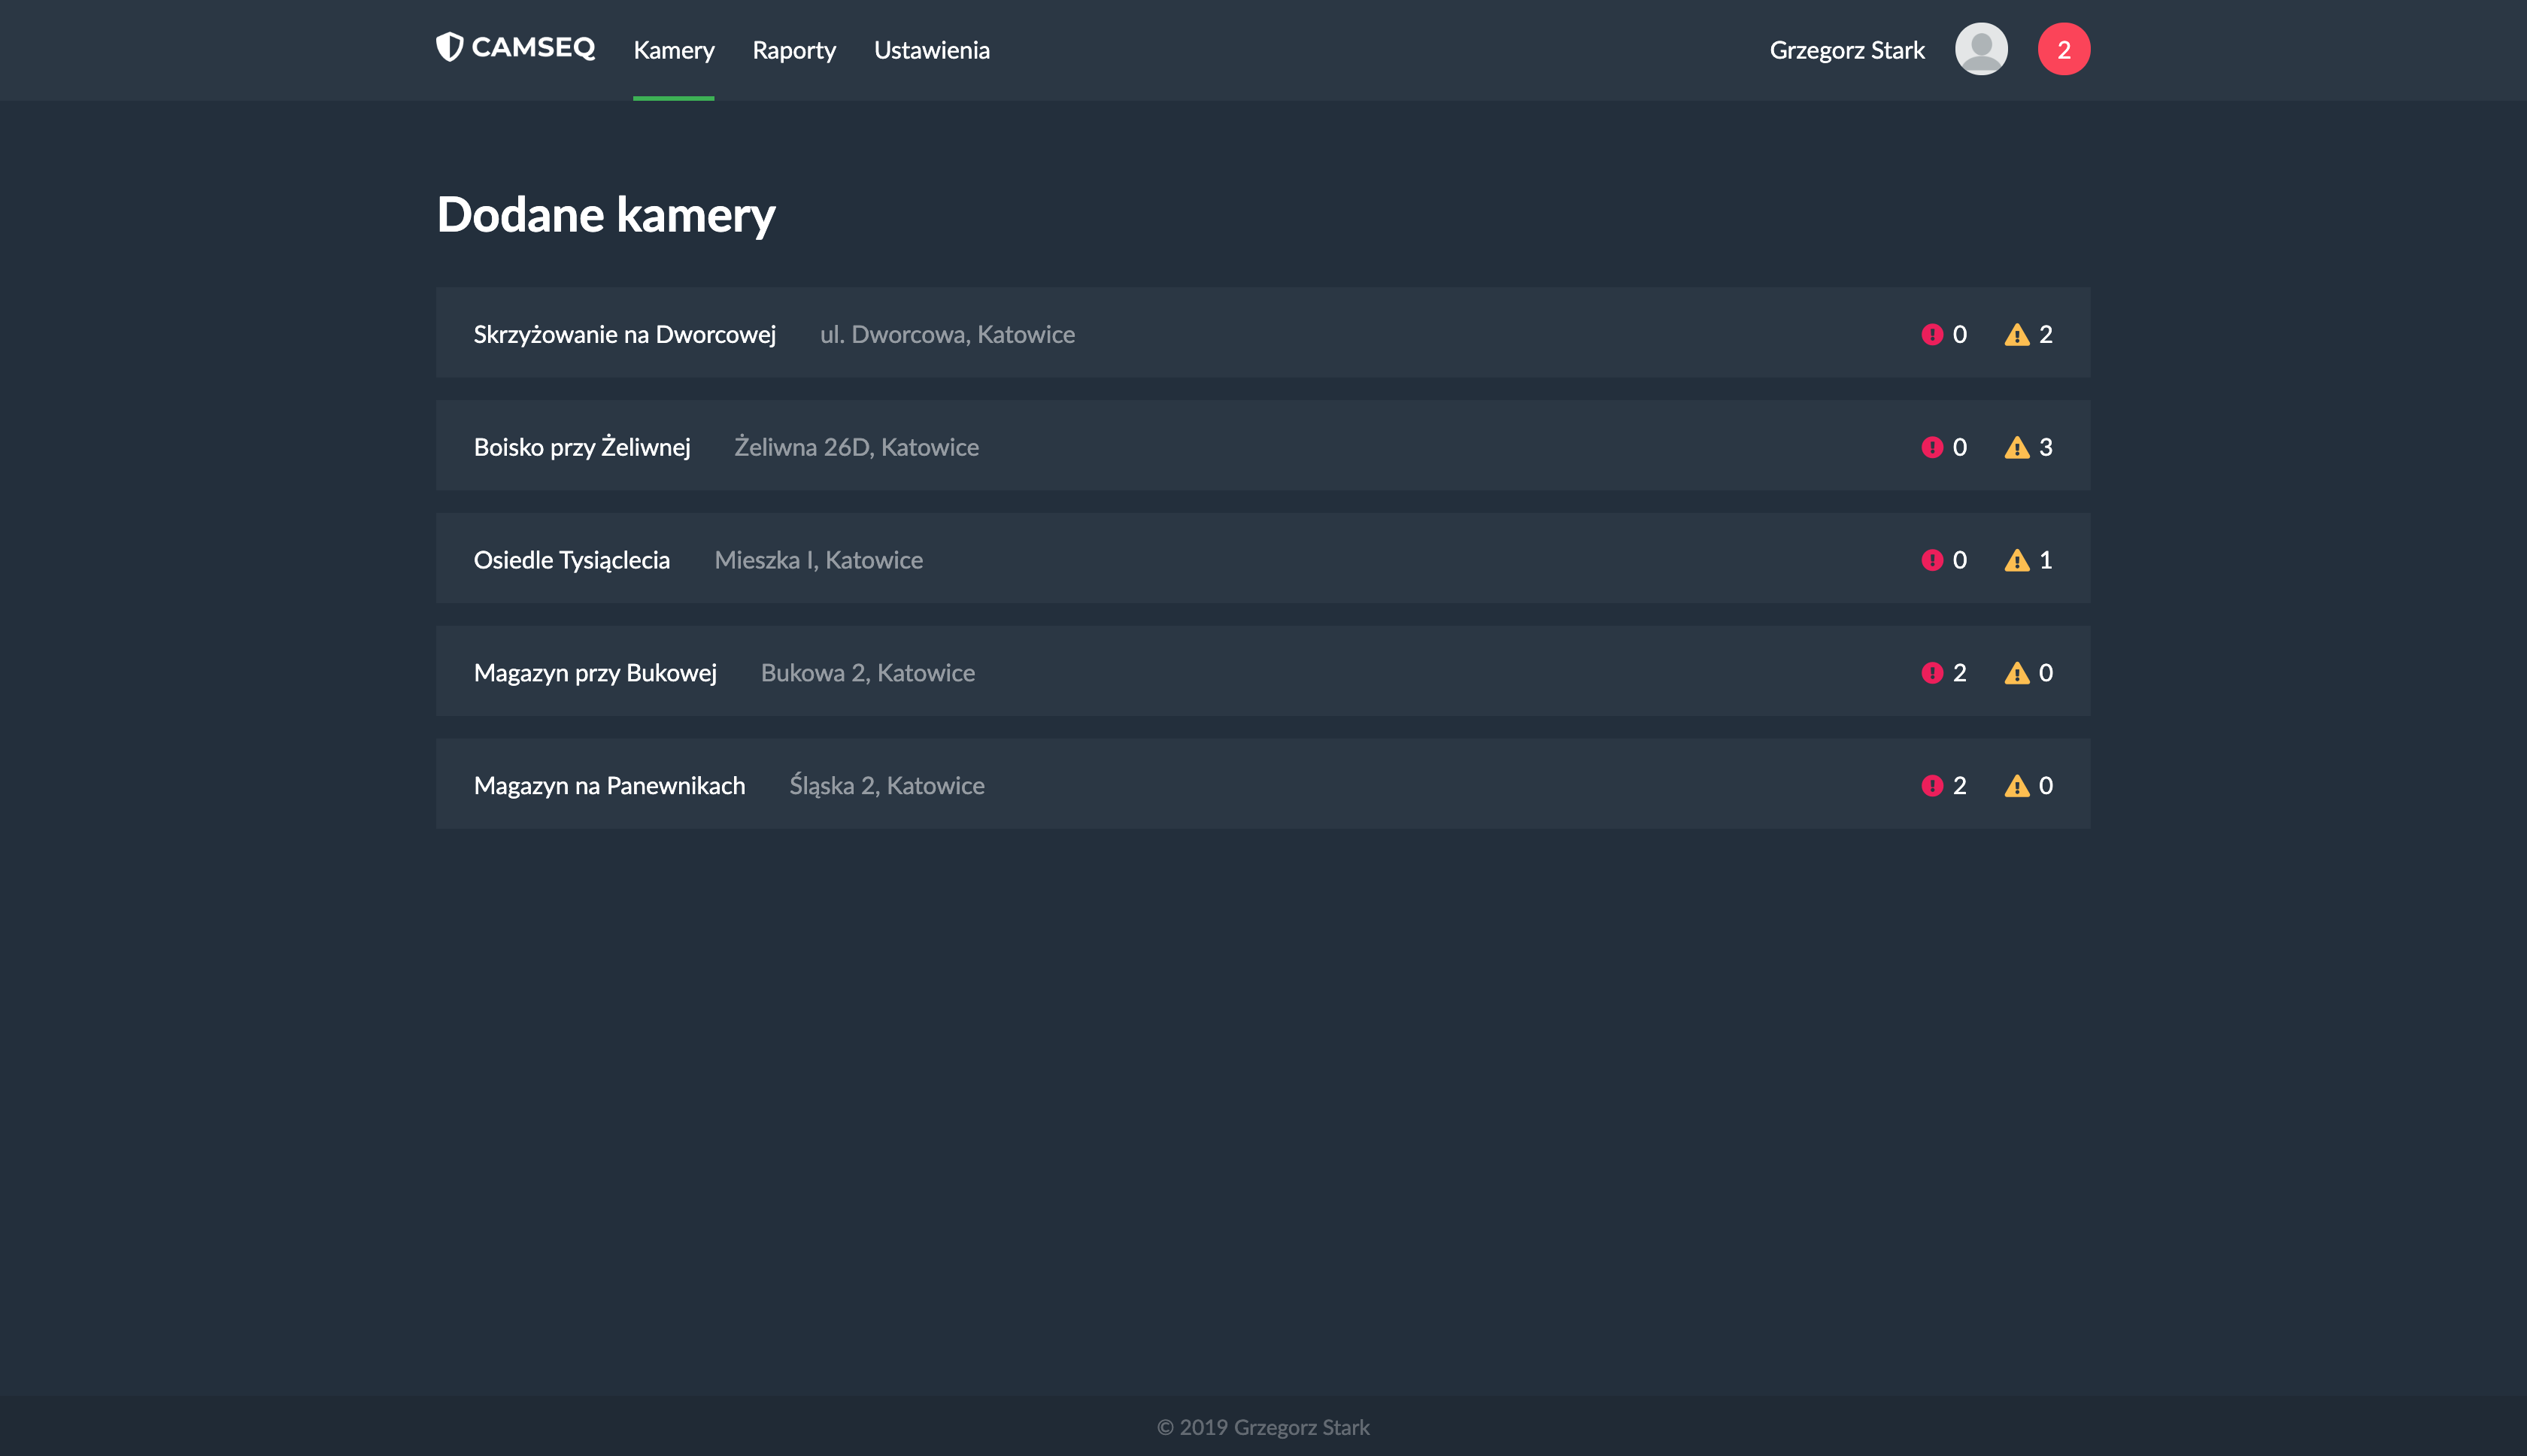 CAMSEQ Kamery Raporty Ustawienia Grzegorz Stark 2
Dodane kamery
Skrzyżowanie na Dworcowej ul. Dworcowa, Katowice 0 2
Boisko przy Żeliwnej Żeliwna 26D, Katowice 0 3
Osiedle Tysiąclecia Mieszka I, Katowice 0 1
Magazyn przy Bukowej Bukowa 2, Katowice 2 0
Magazyn na Panewnikach Śląska 2, Katowice 2 0
© 2019 Grzegorz Stark